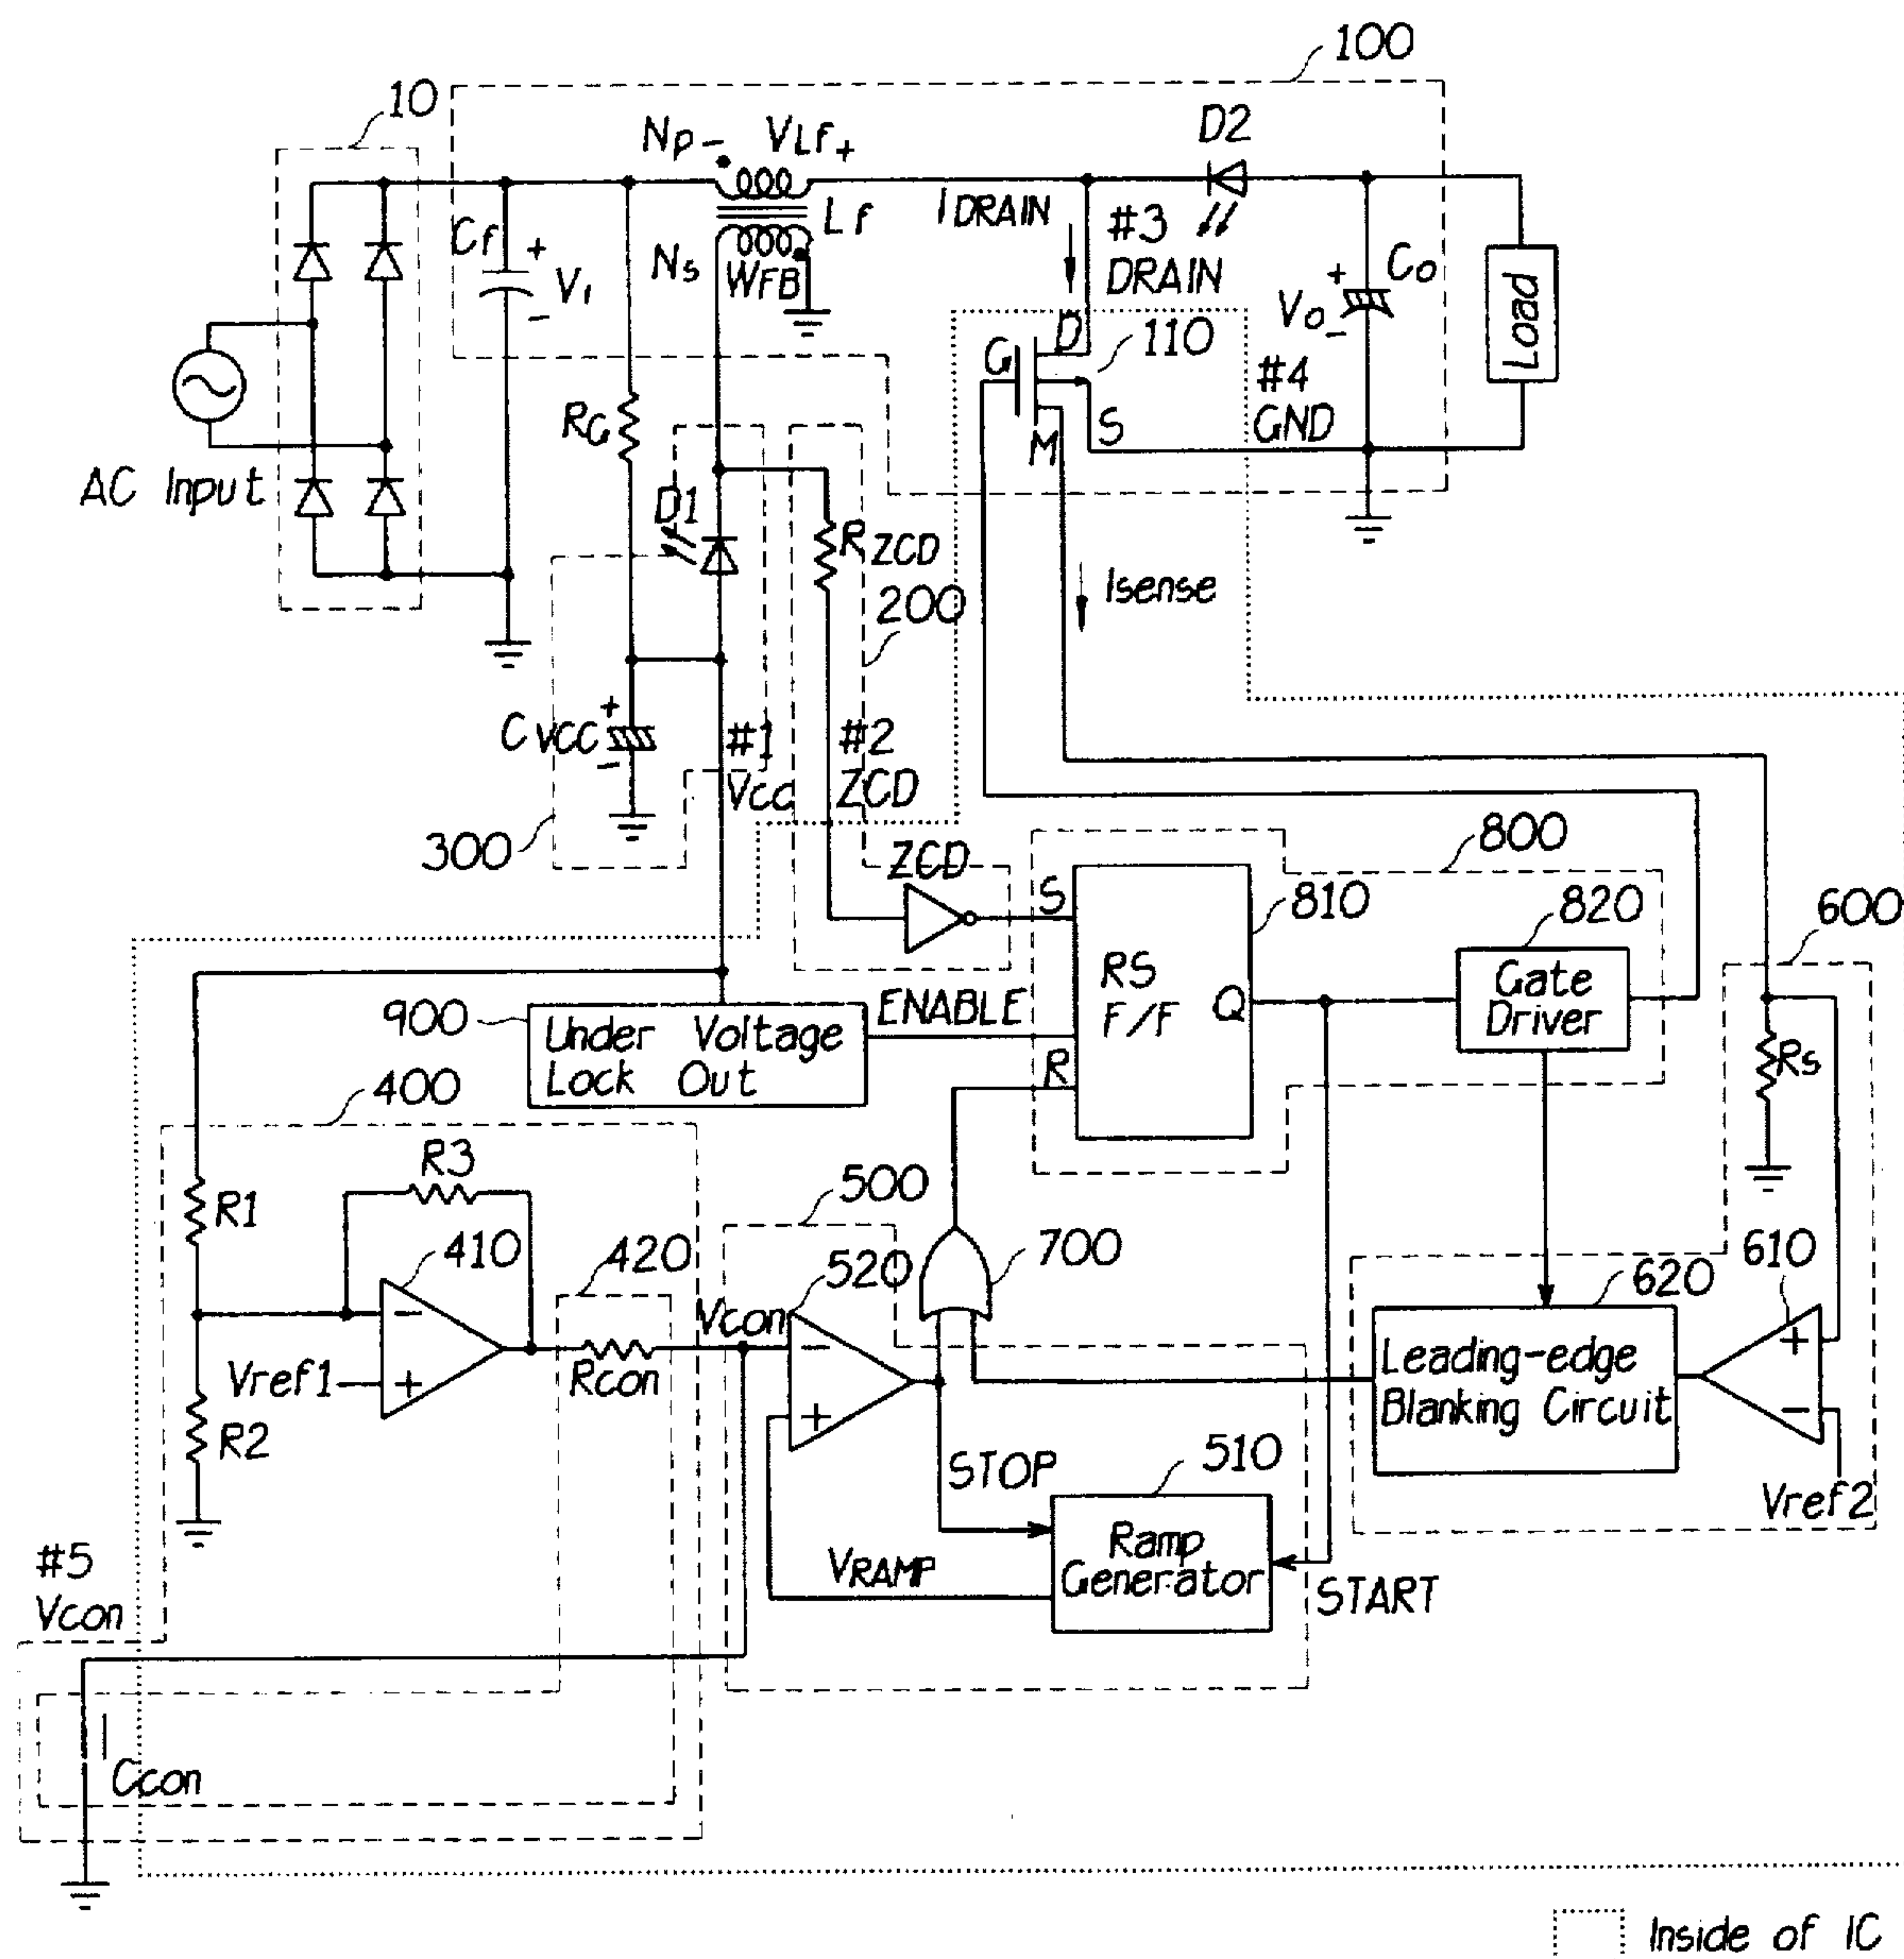 100
10
Np - VLf +
D2
Lf
IDRAIN
#3
DRAIN
Cf + V1 -
Ns
WFB
+ Co
Vo -
Load
D
G
110
M
S
#4
GND
RG
AC Input
D1
RZCD
200
Isense
+
CVCC
-
#1
Vcc
#2
ZCD
300
ZCD
800
S
810
820
600
RS
F/F
Q
Gate
Driver
900
Under Voltage
Lock Out
ENABLE
R
Rs
400
R3
R1
500
410
420
700
520
610
620
Vcon
-
+
Vref1
Rcon
-
+
+
-
Leading-edge
Blanking Circuit
R2
STOP
510
Vref2
#5
Vcon
VRAMP
Ramp
Generator
START
Ccon
Inside of IC